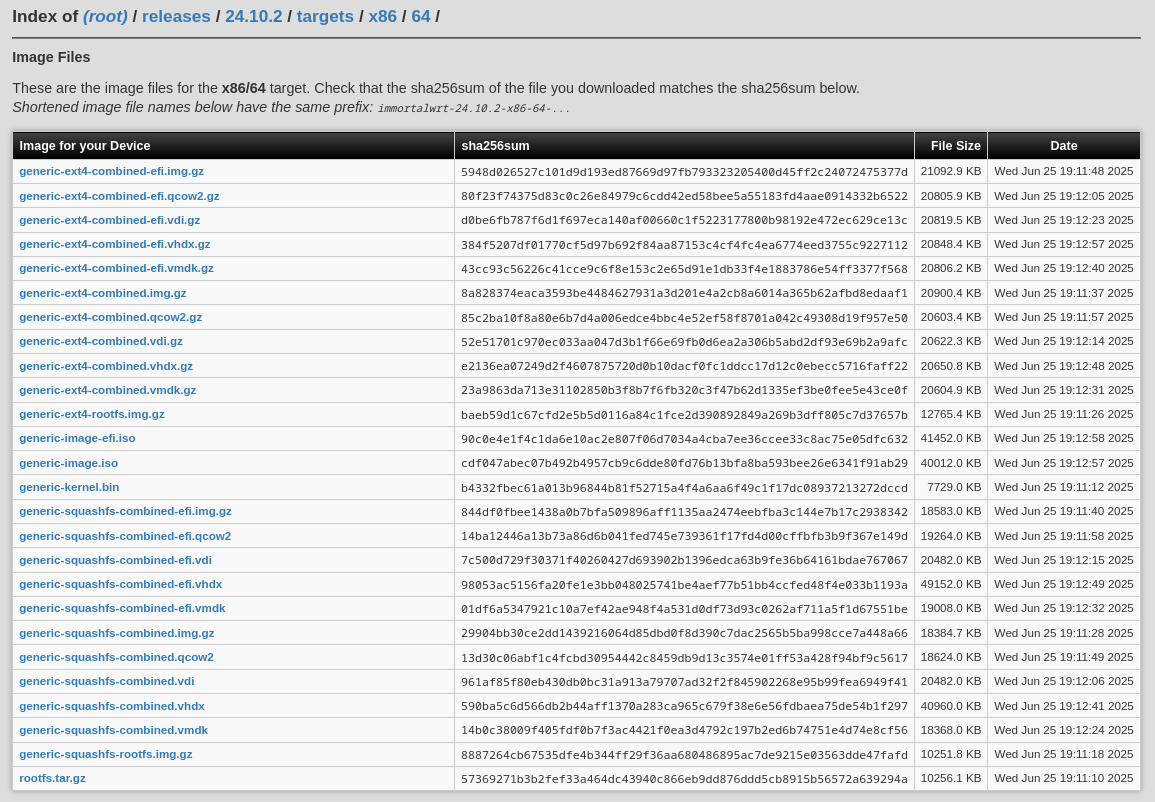 Index of (root) / releases / 24.10.2 / targets / x86 / 64 /
Image Files
These are the image files for the x86/64 target. Check that the sha256sum of the file you downloaded matches the sha256sum below.
Shortened image file names below have the same prefix: immortalwrt-24.10.2-x86-64-...
Image for your Device sha256sum File Size Date
generic-ext4-combined-efi.img.gz 5948d026527c101d9d193ed87669d97fb793323205400d45ff2c24072475377d 21092.9 KB Wed Jun 25 19:11:48 2025
generic-ext4-combined-efi.qcow2.gz 80f23f74375d83c0c26e84979c6cdd42ed58bee5a55183fd4aae0914332b6522 20805.9 KB Wed Jun 25 19:12:05 2025
generic-ext4-combined-efi.vdi.gz d0be6fb787f6d1f697eca140af00660c1f5223177800b98192e472ec629ce13c 20819.5 KB Wed Jun 25 19:12:23 2025
generic-ext4-combined-efi.vhdx.gz 384f5207df01770cf5d97b692f84aa87153c4cf4fc4ea6774eed3755c9227112 20848.4 KB Wed Jun 25 19:12:57 2025
generic-ext4-combined-efi.vmdk.gz 43cc93c56226c41cce9c6f8e153c2e65d91e1db33f4e1883786e54ff3377f568 20806.2 KB Wed Jun 25 19:12:40 2025
generic-ext4-combined.img.gz 8a828374eaca3593be4484627931a3d201e4a2cb8a6014a365b62afbd8edaaf1 20900.4 KB Wed Jun 25 19:11:37 2025
generic-ext4-combined.qcow2.gz 85c2ba10f8a80e6b7d4a006edce4bbc4e52ef58f8701a042c49308d19f957e50 20603.4 KB Wed Jun 25 19:11:57 2025
generic-ext4-combined.vdi.gz 52e51701c970ec033aa047d3b1f66e69fb0d6ea2a306b5abd2df93e69b2a9afc 20622.3 KB Wed Jun 25 19:12:14 2025
generic-ext4-combined.vhdx.gz e2136ea07249d2f4607875720d0b10dacf0fc1ddcc17d12c0ebecc5716faff22 20650.8 KB Wed Jun 25 19:12:48 2025
generic-ext4-combined.vmdk.gz 23a9863da713e31102850b3f8b7f6fb320c3f47b62d1335ef3be0fee5e43ce0f 20604.9 KB Wed Jun 25 19:12:31 2025
generic-ext4-rootfs.img.gz baeb59d1c67cfd2e5b5d0116a84c1fce2d390892849a269b3dff805c7d37657b 12765.4 KB Wed Jun 25 19:11:26 2025
generic-image-efi.iso 90c0e4e1f4c1da6e10ac2e807f06d7034a4cba7ee36ccee33c8ac75e05dfc632 41452.0 KB Wed Jun 25 19:12:58 2025
generic-image.iso cdf047abec07b492b4957cb9c6dde80fd76b13bfa8ba593bee26e6341f91ab29 40012.0 KB Wed Jun 25 19:12:57 2025
generic-kernel.bin b4332fbec61a013b96844b81f52715a4f4a6aa6f49c1f17dc08937213272dccd 7729.0 KB Wed Jun 25 19:11:12 2025
generic-squashfs-combined-efi.img.gz 844df0fbee1438a0b7bfa509896aff1135aa2474eebfba3c144e7b17c2938342 18583.0 KB Wed Jun 25 19:11:40 2025
generic-squashfs-combined-efi.qcow2 14ba12446a13b73a86d6b041fed745e739361f17fd4d00cffbfb3b9f367e149d 19264.0 KB Wed Jun 25 19:11:58 2025
generic-squashfs-combined-efi.vdi 7c500d729f30371f40260427d693902b1396edca63b9fe36b64161bdae767067 20482.0 KB Wed Jun 25 19:12:15 2025
generic-squashfs-combined-efi.vhdx 98053ac5156fa20fe1e3bb048025741be4aef77b51bb4ccfed48f4e033b1193a 49152.0 KB Wed Jun 25 19:12:49 2025
generic-squashfs-combined-efi.vmdk 01df6a5347921c10a7ef42ae948f4a531d0df73d93c0262af711a5f1d67551be 19008.0 KB Wed Jun 25 19:12:32 2025
generic-squashfs-combined.img.gz 29904bb30ce2dd1439216064d85dbd0f8d390c7dac2565b5ba998cce7a448a66 18384.7 KB Wed Jun 25 19:11:28 2025
generic-squashfs-combined.qcow2 13d30c06abf1c4fcbd30954442c8459db9d13c3574e01ff53a428f94bf9c5617 18624.0 KB Wed Jun 25 19:11:49 2025
generic-squashfs-combined.vdi 961af85f80eb430db0bc31a913a79707ad32f2f845902268e95b99fea6949f41 20482.0 KB Wed Jun 25 19:12:06 2025
generic-squashfs-combined.vhdx 590ba5c6d566db2b44aff1370a283ca965c679f38e6e56fdbaea75de54b1f297 40960.0 KB Wed Jun 25 19:12:41 2025
generic-squashfs-combined.vmdk 14b0c38009f405fdf0b7f3ac4421f0ea3d4792c197b2ed6b74751e4d74e8cf56 18368.0 KB Wed Jun 25 19:12:24 2025
generic-squashfs-rootfs.img.gz 8887264cb67535dfe4b344ff29f36aa680486895ac7de9215e03563dde47fafd 10251.8 KB Wed Jun 25 19:11:18 2025
rootfs.tar.gz 57369271b3b2fef33a464dc43940c866eb9dd876ddd5cb8915b56572a639294a 10256.1 KB Wed Jun 25 19:11:10 2025